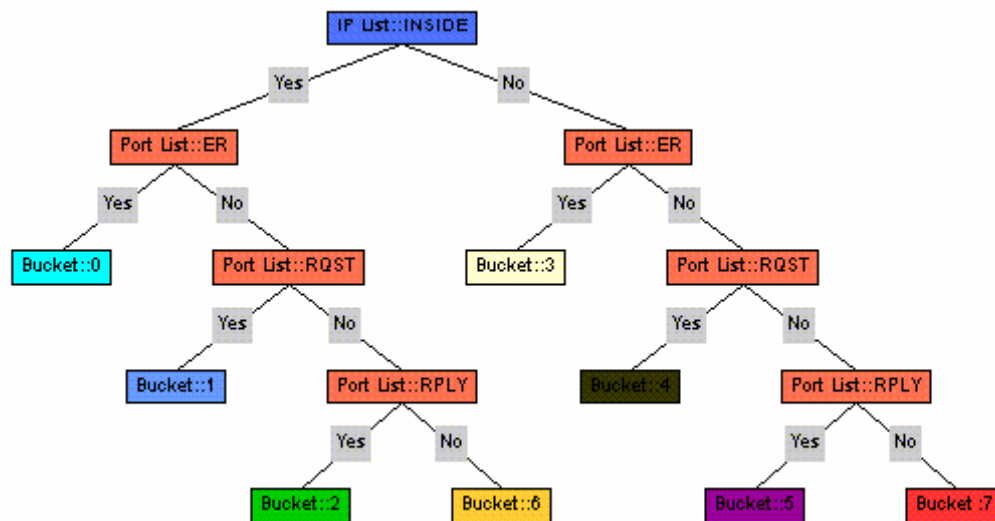 IP List::INSIDE
Yes No
Port List::ER Port List::ER
Yes No Yes No
Bucket::0 Port List::RQST Bucket::3 Port List::RQST
Yes No Yes No
Bucket::1 Port List::RPLY Bucket::4 Port List::RPLY
Yes No Yes No
Bucket::2 Bucket::6 Bucket::5 Bucket::7